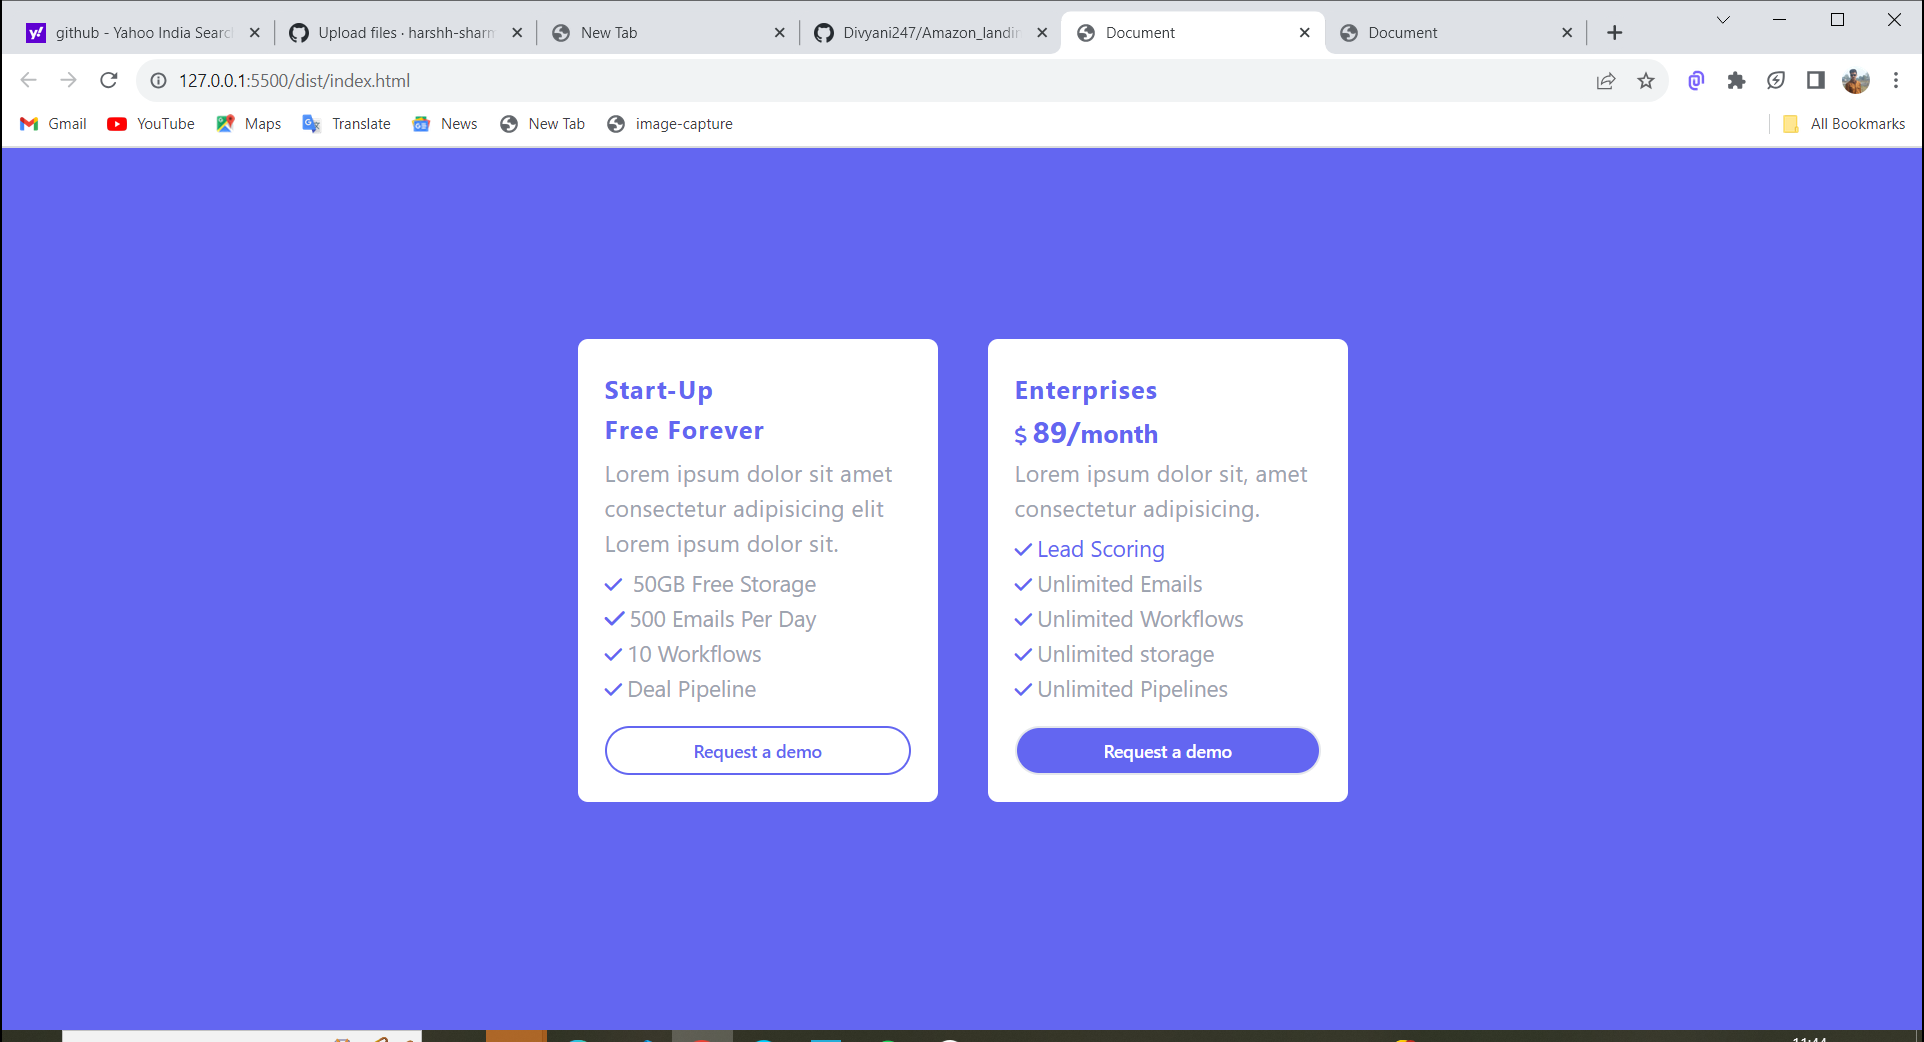 github - Yahoo India Searc
Upload files · harshh-sharm
New Tab
Divyani247/Amazon_landin
Document
Document
127.0.0.1:5500/dist/index.html
Gmail
YouTube
Maps
Translate
News
New Tab
image-capture
All Bookmarks
Start-Up
Free Forever
Lorem ipsum dolor sit amet
consectetur adipisicing elit
Lorem ipsum dolor sit.
50GB Free Storage
500 Emails Per Day
10 Workflows
Deal Pipeline
Request a demo
Enterprises
$ 89/month
Lorem ipsum dolor sit, amet
consectetur adipisicing.
Lead Scoring
Unlimited Emails
Unlimited Workflows
Unlimited storage
Unlimited Pipelines
Request a demo